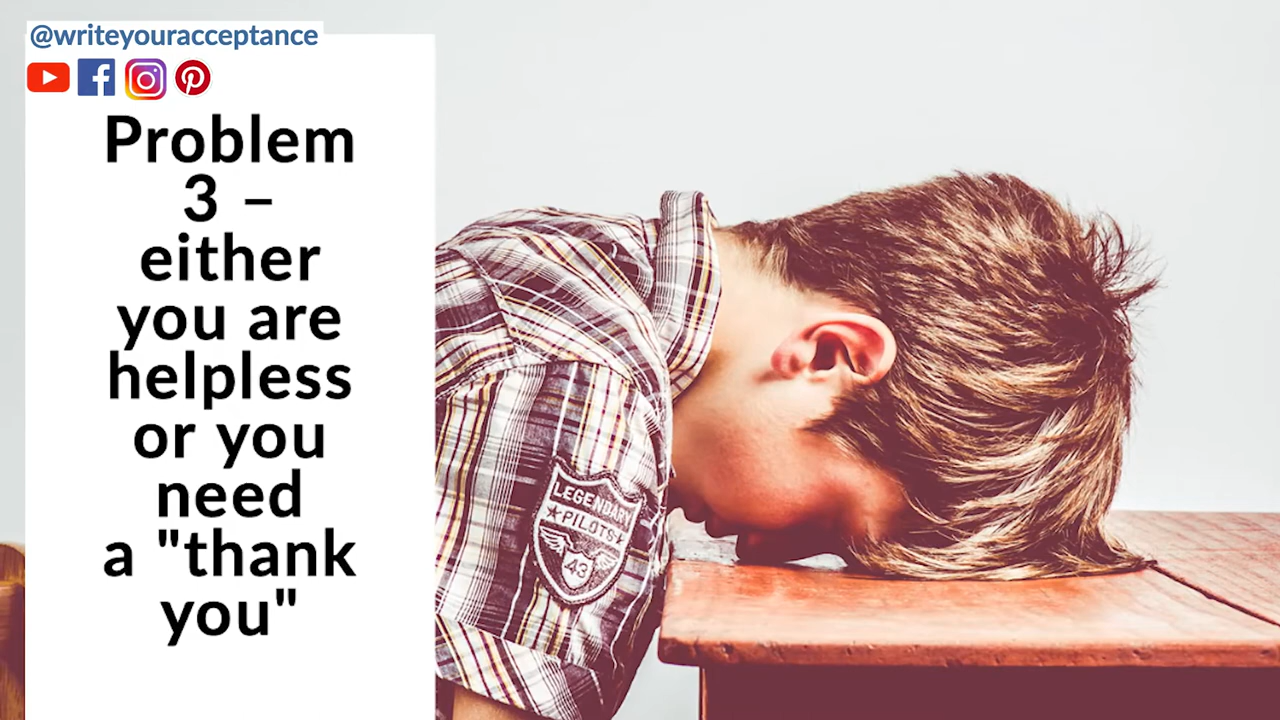 @writeyouracceptance
Problem
3 –
either
you are
helpless
or you
need
a "thank
you"
LEGENDARY
★PILOTS★
43